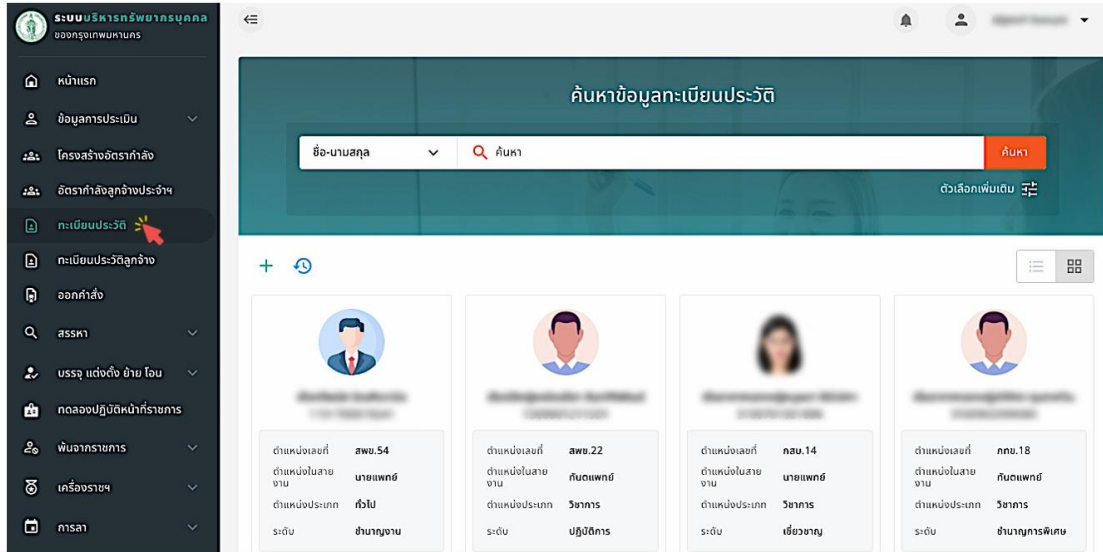 ระบบบริหารทรัพยากรบุคคล
ของกรุงเทพมหานคร
หน้าแรก
ข้อมูลการประเมิน
โครงสร้างอัตรากำลัง
อัตรากำลังลูกจ้างประจำฯ
ทะเบียนประวัติ
ทะเบียนประวัติลูกจ้าง
ออกคำสั่ง
สรรหา
บรรจุ แต่งตั้ง ย้าย โอน
ทดลองปฏิบัติหน้าที่ราชการ
พ้นจากราชการ
เครื่องราชฯ
การลา
ค้นหาข้อมูลทะเบียนประวัติ
ชื่อ-นามสกุล ค้นหา ค้นหา
ตัวเลือกเพิ่มเติม
ตำแหน่งเลขที่ สพข.54
ตำแหน่งในสาย
งาน นายแพทย์
ตำแหน่งประเภท ทั่วไป
ระดับ ชำนาญงาน
ตำแหน่งเลขที่ สพข.22
ตำแหน่งในสาย
งาน ทันตแพทย์
ตำแหน่งประเภท วิชาการ
ระดับ ปฏิบัติการ
ตำแหน่งเลขที่ กสม.14
ตำแหน่งในสาย
งาน นายแพทย์
ตำแหน่งประเภท วิชาการ
ระดับ เชี่ยวชาญ
ตำแหน่งเลขที่ กทข.18
ตำแหน่งในสาย
งาน ทันตแพทย์
ตำแหน่งประเภท วิชาการ
ระดับ ชำนาญการพิเศษ